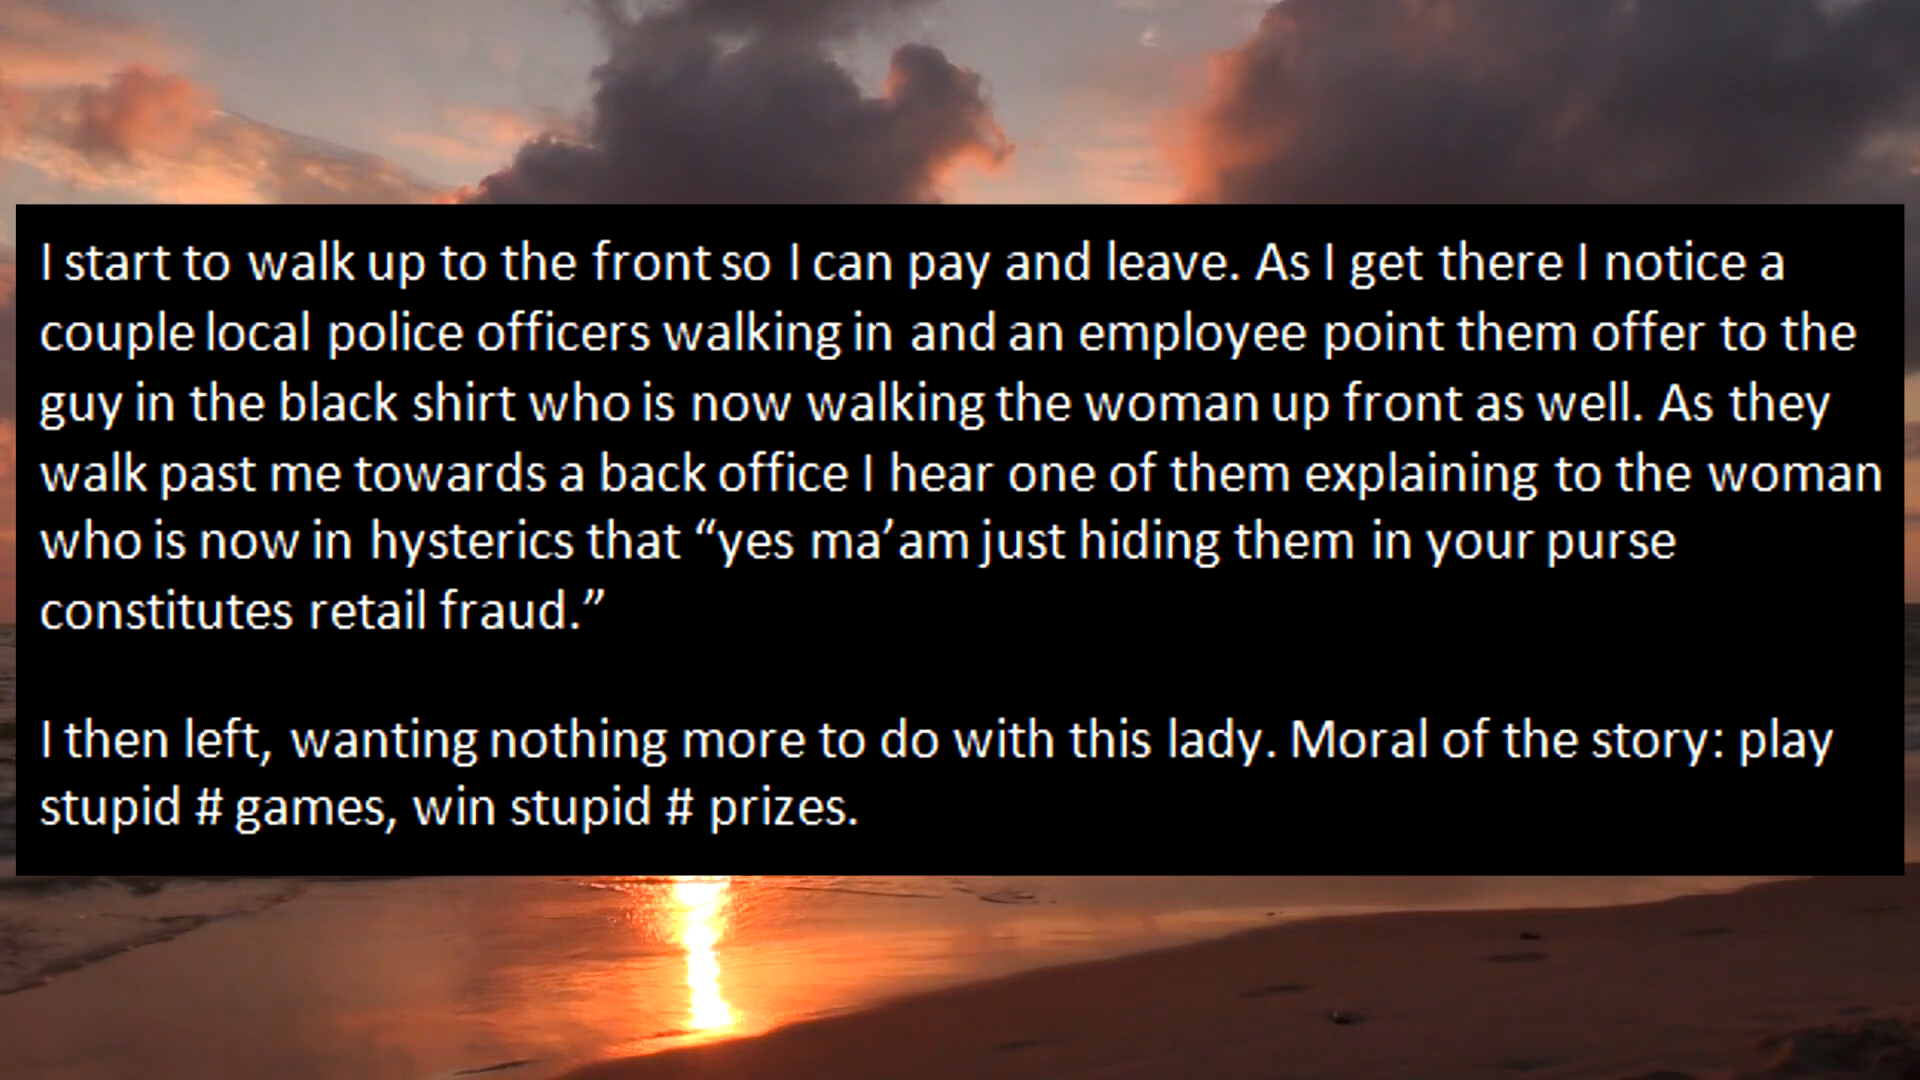 I start to walk up to the front so I can pay and leave. As I get there I notice a
couple local police officers walking in and an employee point them offer to the
guy in the black shirt who is now walking the woman up front as well. As they
walk past me towards a back office I hear one of them explaining to the woman
who is now in hysterics that “yes ma’am just hiding them in your purse
constitutes retail fraud.”
I then left, wanting nothing more to do with this lady. Moral of the story: play
stupid # games, win stupid # prizes.